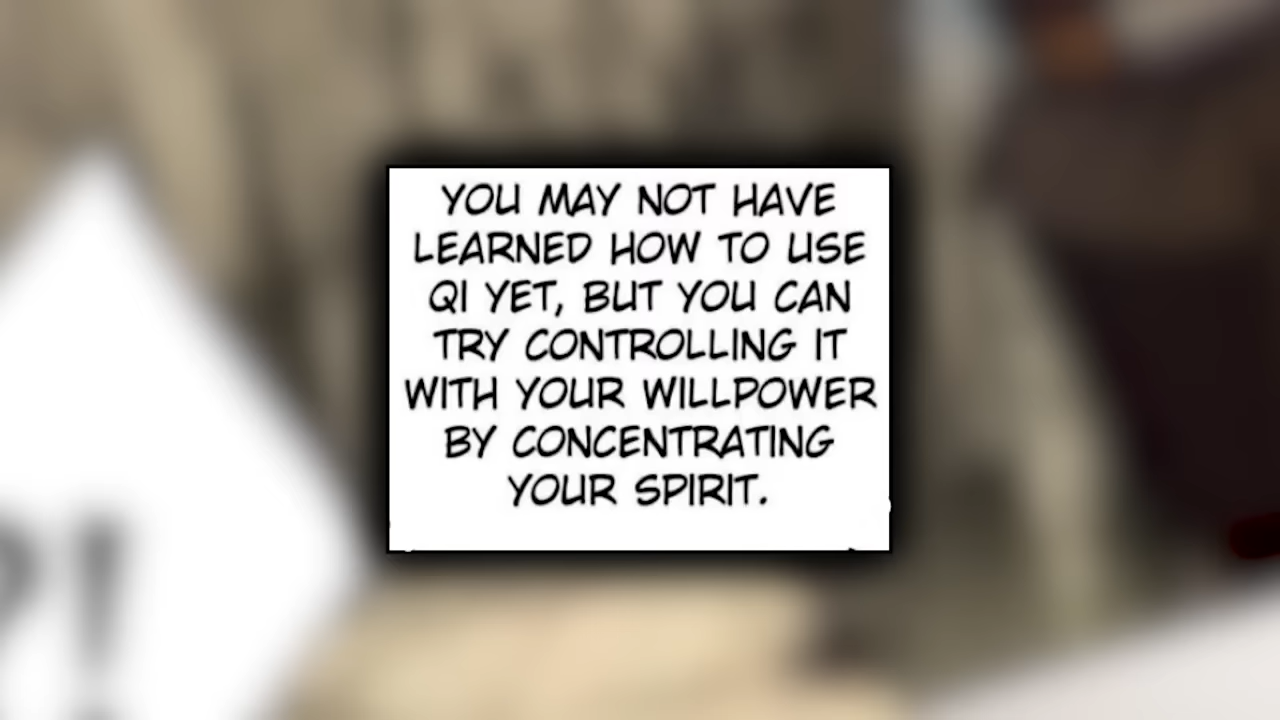 YOU MAY NOT HAVE
LEARNED HOW TO USE
QI YET, BUT YOU CAN
TRY CONTROLLING IT
WITH YOUR WILLPOWER
BY CONCENTRATING
YOUR SPIRIT.
?!